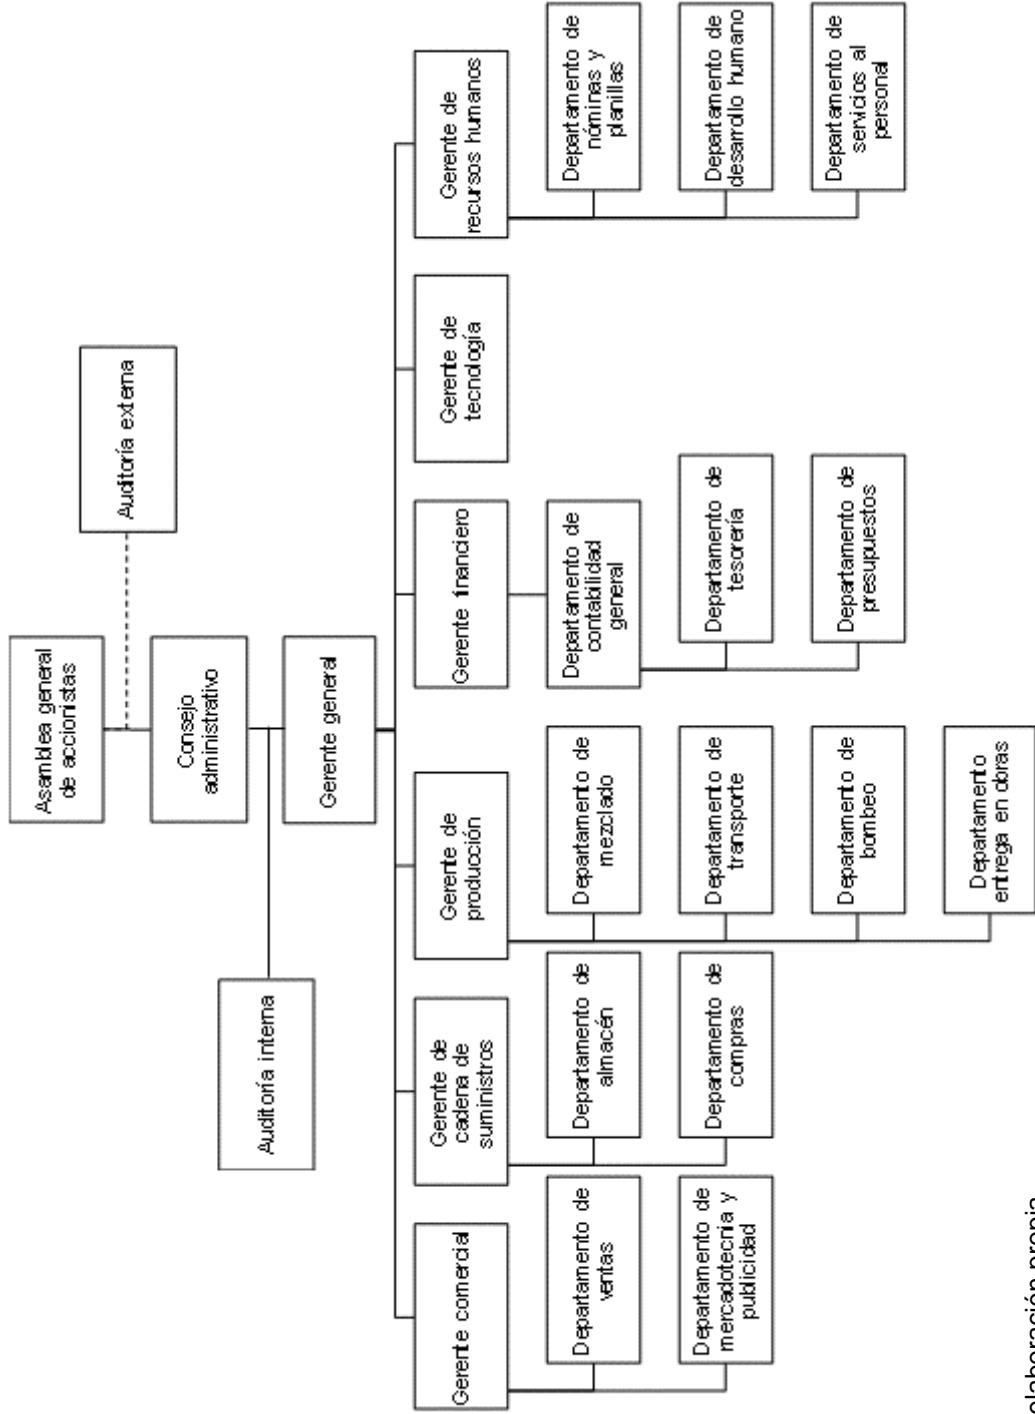 Asamblea general
de accionistas
Auditoría externa
Consejo
administrativo
Auditoría interna
Gerente general
Gerente comercial
Gerente de
cadena de
suministros
Gerente de
producción
Gerente financiero
Gerente de
tecnología
Gerente de
recursos humanos
Departamento de
ventas
Departamento de
almacén
Departamento de
mezclado
Departamento de
contabilidad
general
Departamento de
nóminas y
planillas
Departamento de
mercadotecnia y
publicidad
Departamento de
compras
Departamento de
transporte
Departamento de
tesorería
Departamento de
desarrollo humano
Departamento de
bombeo
Departamento de
presupuestos
Departamento de
servicios al
personal
Departamento
entrega en obras
elaboración propia